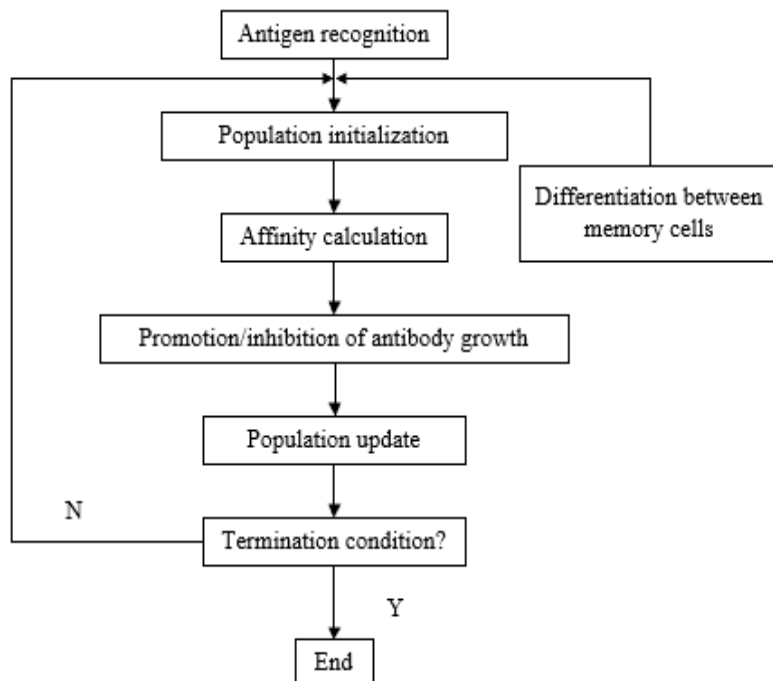 Antigen recognition
Population initialization
Differentiation between
memory cells
Affinity calculation
Promotion/inhibition of antibody growth
Population update
N
Termination condition?
Y
End